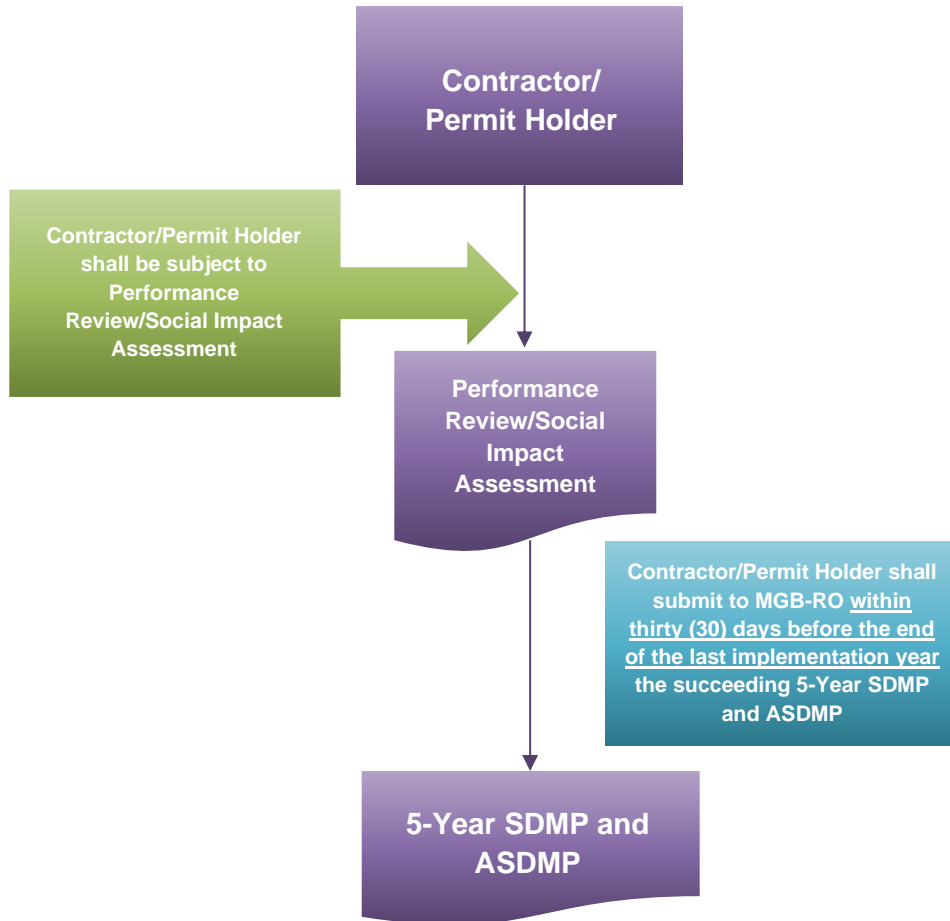 Contractor/
Permit Holder
Contractor/Permit Holder
shall be subject to
Performance
Review/Social Impact
Assessment
Performance
Review/Social
Impact
Assessment
Contractor/Permit Holder shall
submit to MGB-RO within
thirty (30) days before the end
of the last implementation year
the succeeding 5-Year SDMP
and ASDMP
5-Year SDMP and
ASDMP